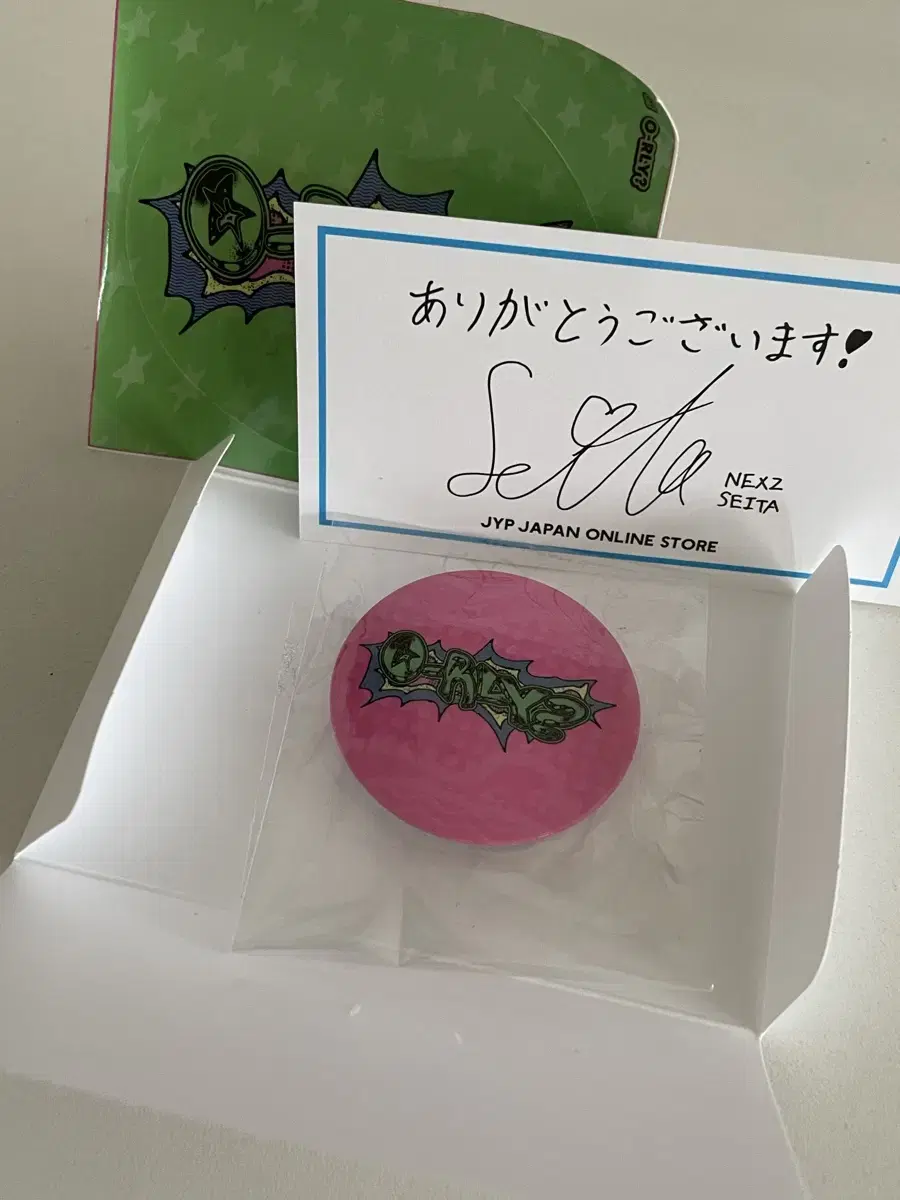 O-RLY?
ありがとうございます!
Seita
NEXZ
SEITA
JYP JAPAN ONLINE STORE
O-RLY?